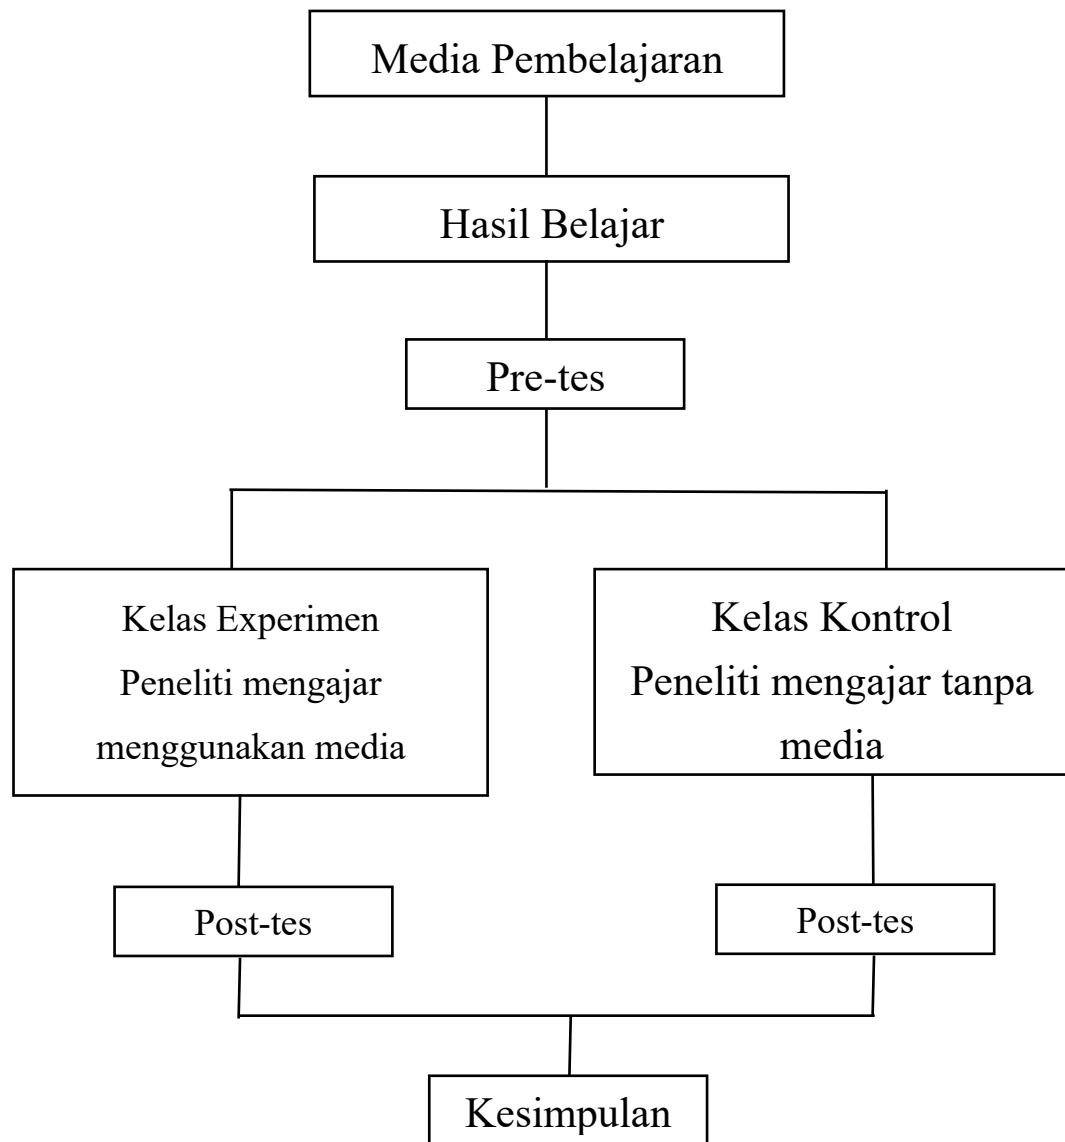 Media Pembelajaran
Hasil Belajar
Pre-tes
Kelas Experimen
Peneliti mengajar
menggunakan media
Kelas Kontrol
Peneliti mengajar tanpa
media
Post-tes
Post-tes
Kesimpulan